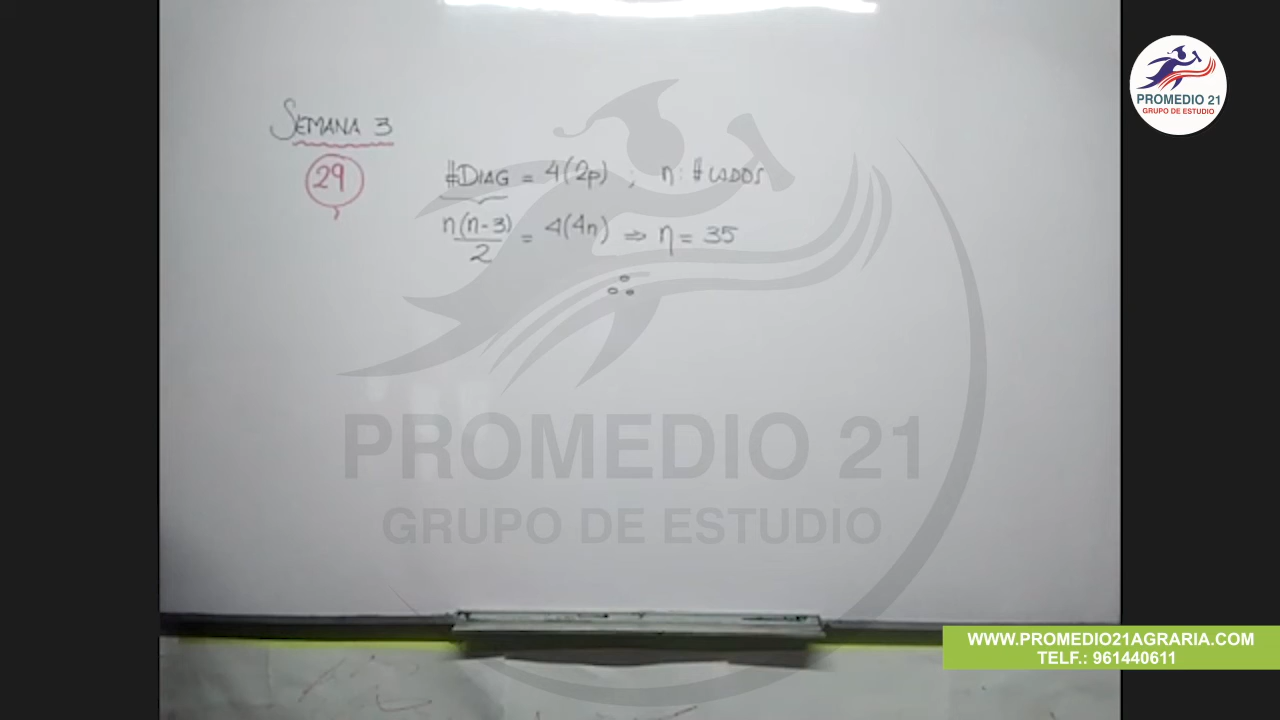 SEMANA 3
29
#DIAG = 4(2p) ; n: # LADOS
n(n-3)/2 = 4(4n) ⇒ n = 35
∴
PROMEDIO 21
GRUPO DE ESTUDIO
PROMEDIO 21
GRUPO DE ESTUDIO
WWW.PROMEDIO21AGRARIA.COM
TELF.: 961440611